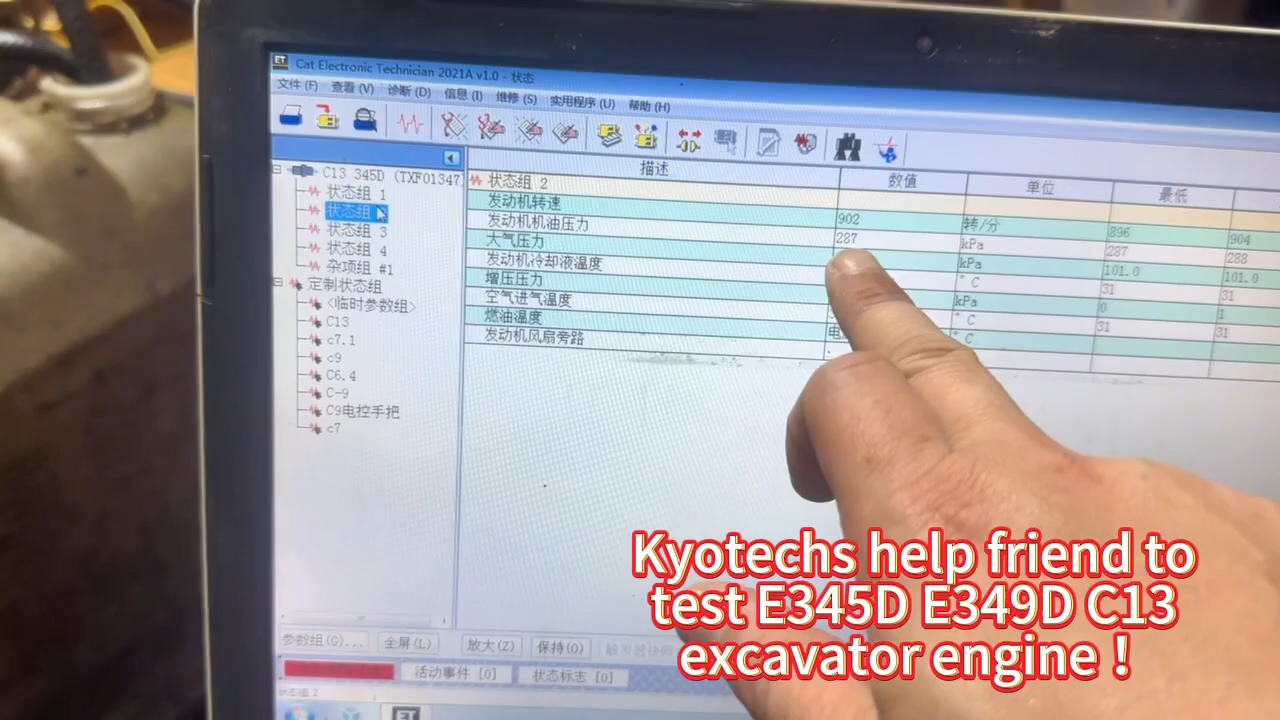 ET Cat Electronic Technician 2021A v1.0 - 状态
文件(F) 查看(V) 诊断(D) 信息(I) 维修(S) 实用程序(U) 帮助(H)
C13 345D (TXF01347
状态组 1
状态组
状态组 3
状态组 4
杂项组 #1
定制状态组
<临时参数组>
C13
c7.1
c9
C6.4
C-9
C9电控手把
c7
描述 数值 单位 最低
状态组 2
发动机转速 902 转/分 896 904
发动机机油压力 287 kPa 287 288
大气压力 kPa 101.0 101.0
发动机冷却液温度 ° C 31 31
增压压力 kPa 0 1
空气进气温度 ° C 31 31
燃油温度 电 ° C
发动机风扇旁路
参数组(G)... 全屏(L) 放大(Z) 保持(O)
活动事件 [0] 状态标志 [0]
状态组 2
ET
Kyotechs help friend to
test E345D E349D C13
excavator engine！